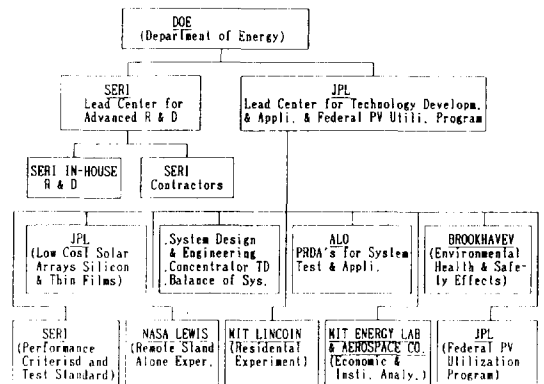 DOE
(Department of Energy)
SERI
Lead Center for
Advanced R & D
JPL
Lead Center for Technology Developm.
& Appli. & Federal PV Utili. Program
SERI IN-HOUSE
R & D
SERI
Contractors
JPL
(Low Cost Solar
Arrays Silicon
& Thin Films)
.System Design
& Engineering
.Concentrator TD
.Balance of Sys.
ALO
PRDA's for System
Test & Appli.
BROOKHAVEV
(Environmental
Health & Safe-
ly Effects)
SERI
(Performance
Criterisd and
Test Standard)
NASA LEWIS
(Remote Stand
Alone Exper.
MIT LINCOIN
(Residental
Experiment)
MIT ENERGY LAB
& AEROSPACE CO.
(Economic &
Insti. Analy.)
JPL
(Federal PV
Utilization
Program)